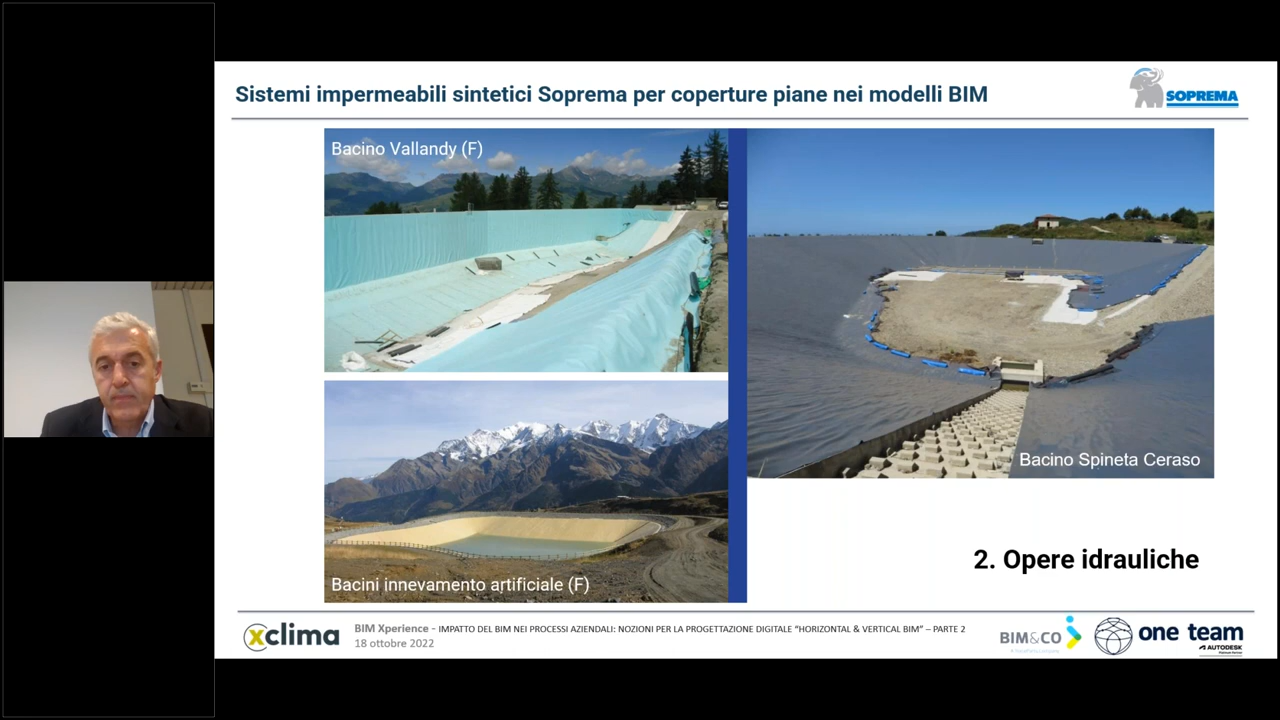 Sistemi impermeabili sintetici Soprema per coperture piane nei modelli BIM
SOPREMA
Bacino Vallandy (F)
Bacino Spineta Ceraso
Bacini innevamento artificiale (F)
2. Opere idrauliche
xclima
BIM Xperience - IMPATTO DEL BIM NEI PROCESSI AZIENDALI: NOZIONI PER LA PROGETTAZIONE DIGITALE “HORIZONTAL & VERTICAL BIM” – PARTE 2
18 ottobre 2022
BIM&CO
one team
AUTODESK